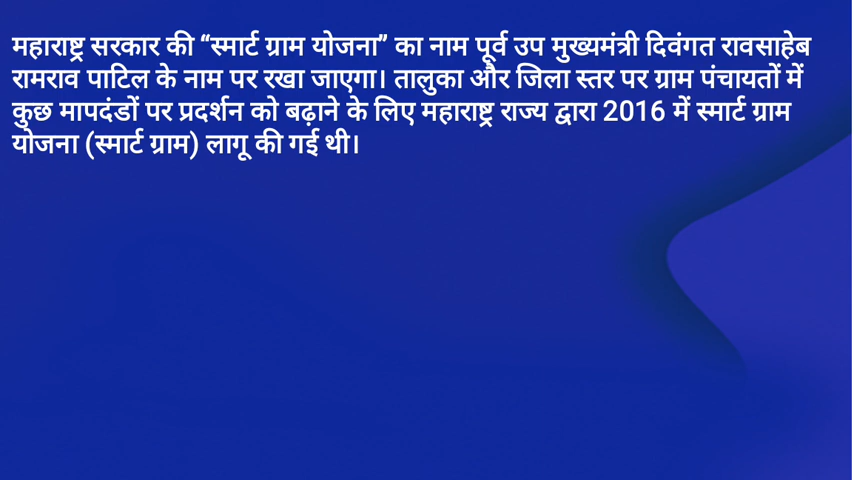 महाराष्ट्र सरकार की “स्मार्ट ग्राम योजना” का नाम पूर्व उप मुख्यमंत्री दिवंगत रावसाहेब
रामराव पाटिल के नाम पर रखा जाएगा। तालुका और जिला स्तर पर ग्राम पंचायतों में
कुछ मापदंडों पर प्रदर्शन को बढ़ाने के लिए महाराष्ट्र राज्य द्वारा 2016 में स्मार्ट ग्राम
योजना (स्मार्ट ग्राम) लागू की गई थी।